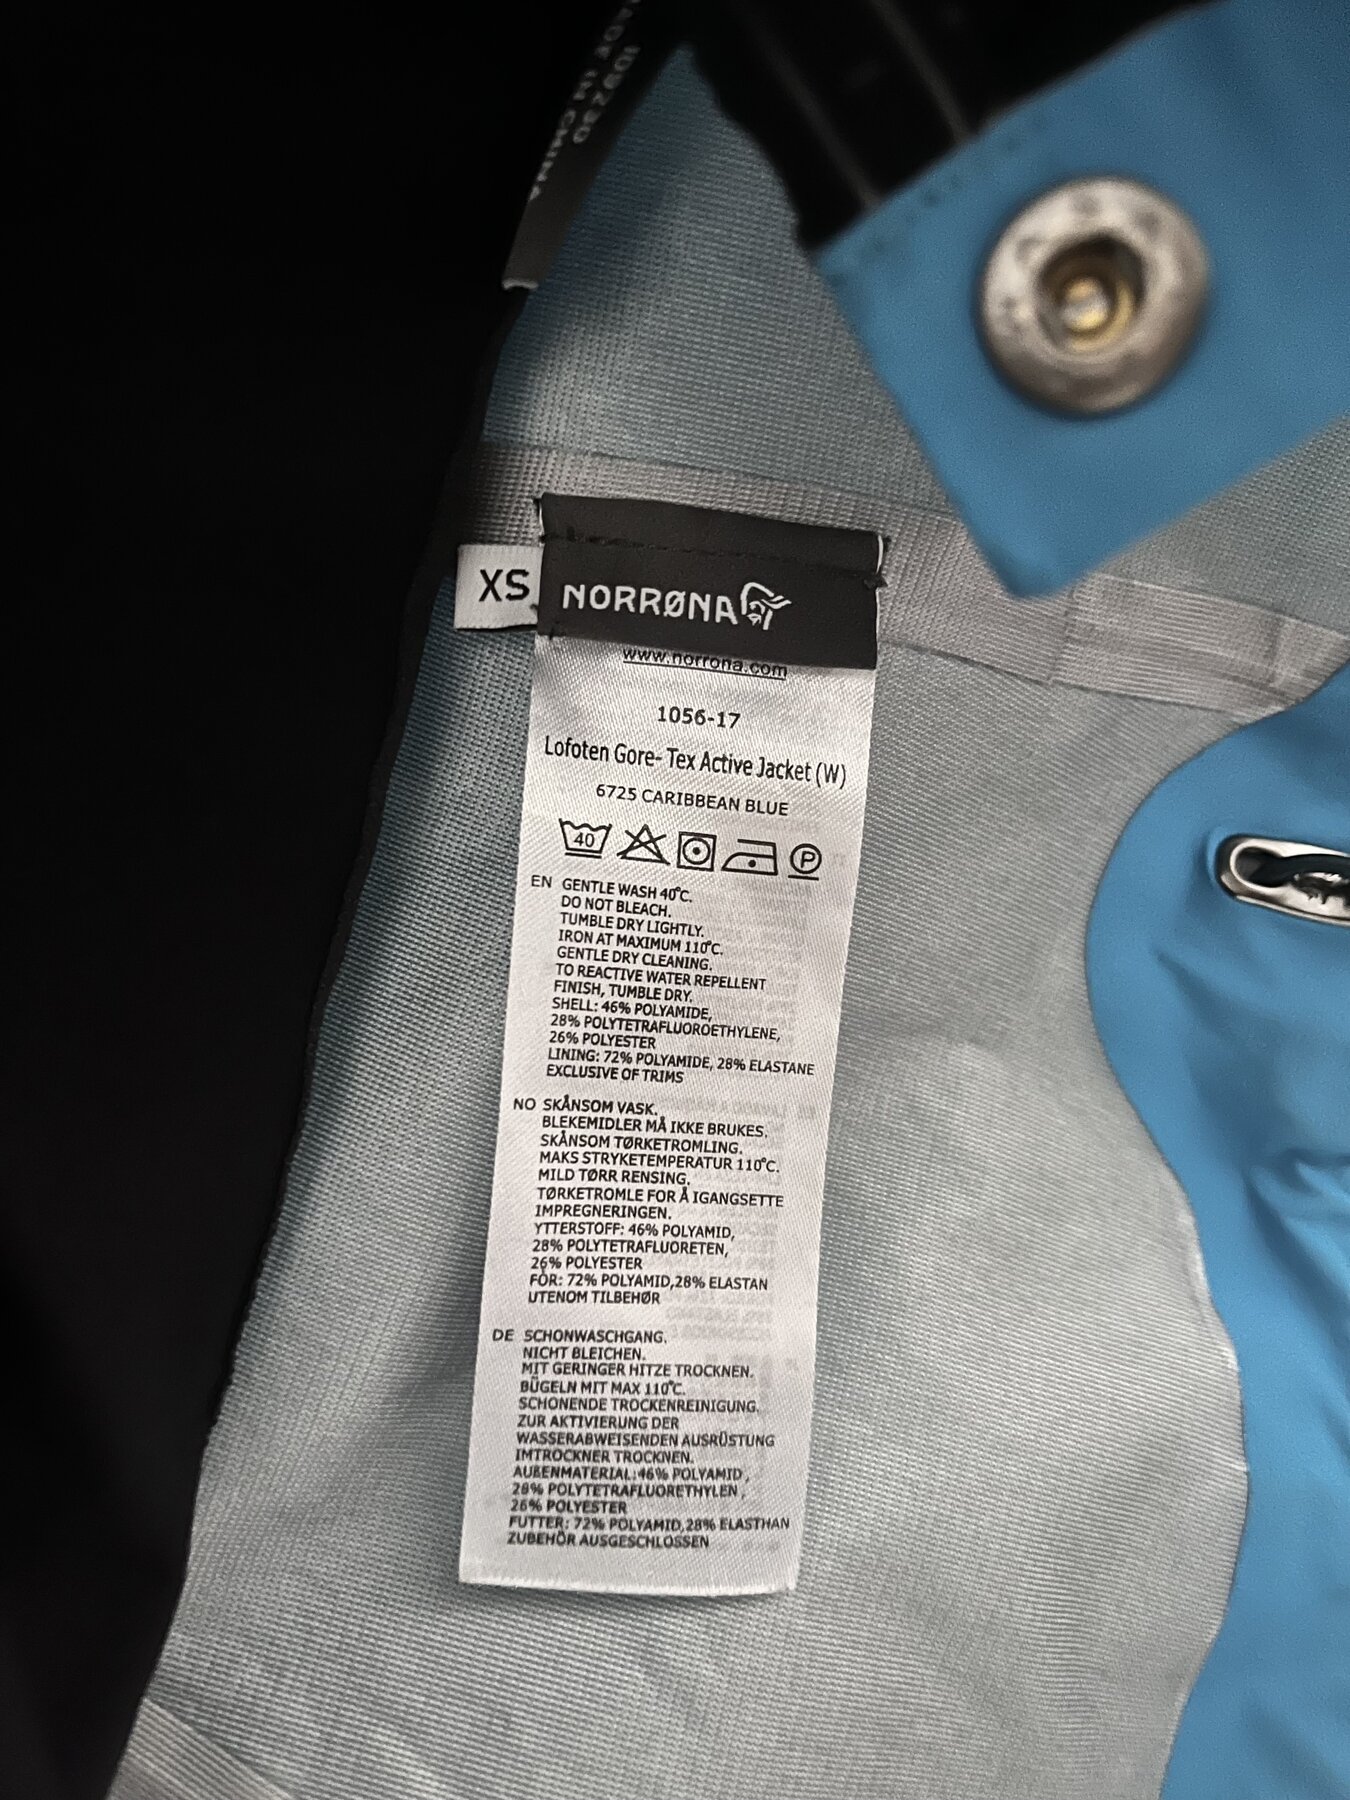 IN CHINA
XS
NORRØNA
www.norrona.com
1056-17
Lofoten Gore- Tex Active Jacket (W)
6725 CARIBBEAN BLUE
40
P
EN GENTLE WASH 40°C.
DO NOT BLEACH.
TUMBLE DRY LIGHTLY.
IRON AT MAXIMUM 110°C.
GENTLE DRY CLEANING.
TO REACTIVE WATER REPELLENT
FINISH, TUMBLE DRY.
SHELL: 46% POLYAMIDE,
28% POLYTETRAFLUOROETHYLENE,
26% POLYESTER
LINING: 72% POLYAMIDE, 28% ELASTANE
EXCLUSIVE OF TRIMS
NO SKÅNSOM VASK.
BLEKEMIDLER MÅ IKKE BRUKES.
SKÅNSOM TØRKETROMLING.
MAKS STRYKETEMPERATUR 110°C.
MILD TØRR RENSING.
TØRKETROMLE FOR Å IGANGSETTE
IMPREGNERINGEN.
YTTERSTOFF: 46% POLYAMID,
28% POLYTETRAFLUORETEN,
26% POLYESTER
FÔR: 72% POLYAMID,28% ELASTAN
UTENOM TILBEHØR
DE SCHONWASCHGANG.
NICHT BLEICHEN.
MIT GERINGER HITZE TROCKNEN.
BÜGELN MIT MAX 110°C.
SCHONENDE TROCKENREINIGUNG.
ZUR AKTIVIERUNG DER
WASSERABWEISENDEN AUSRÜSTUNG
IMTROCKNER TROCKNEN.
AUßENMATERIAL:46% POLYAMID ,
28% POLYTETRAFLUORETHYLEN ,
26% POLYESTER
FUTTER: 72% POLYAMID,28% ELASTHAN
ZUBEHÖR AUSGESCHLOSSEN